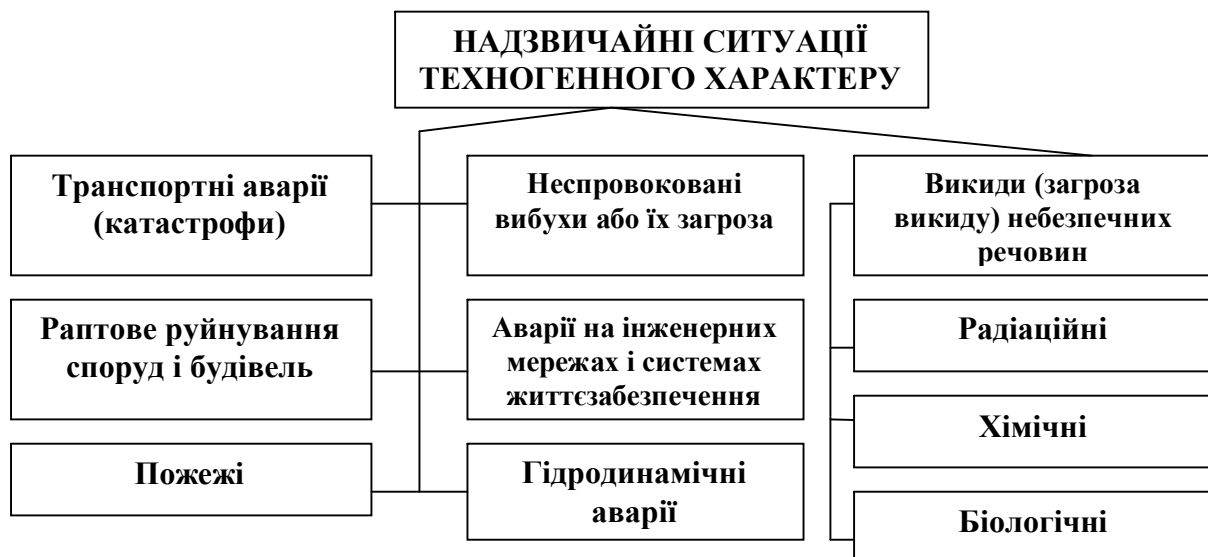 НАДЗВИЧАЙНІ СИТУАЦІЇ
ТЕХНОГЕННОГО ХАРАКТЕРУ
Транспортні аварії
(катастрофи)
Неспровоковані
вибухи або їх загроза
Викиди (загроза
викиду) небезпечних
речовин
Раптове руйнування
споруд і будівель
Аварії на інженерних
мережах і системах
життєзабезпечення
Радіаційні
Хімічні
Пожежі
Гідродинамічні
аварії
Біологічні